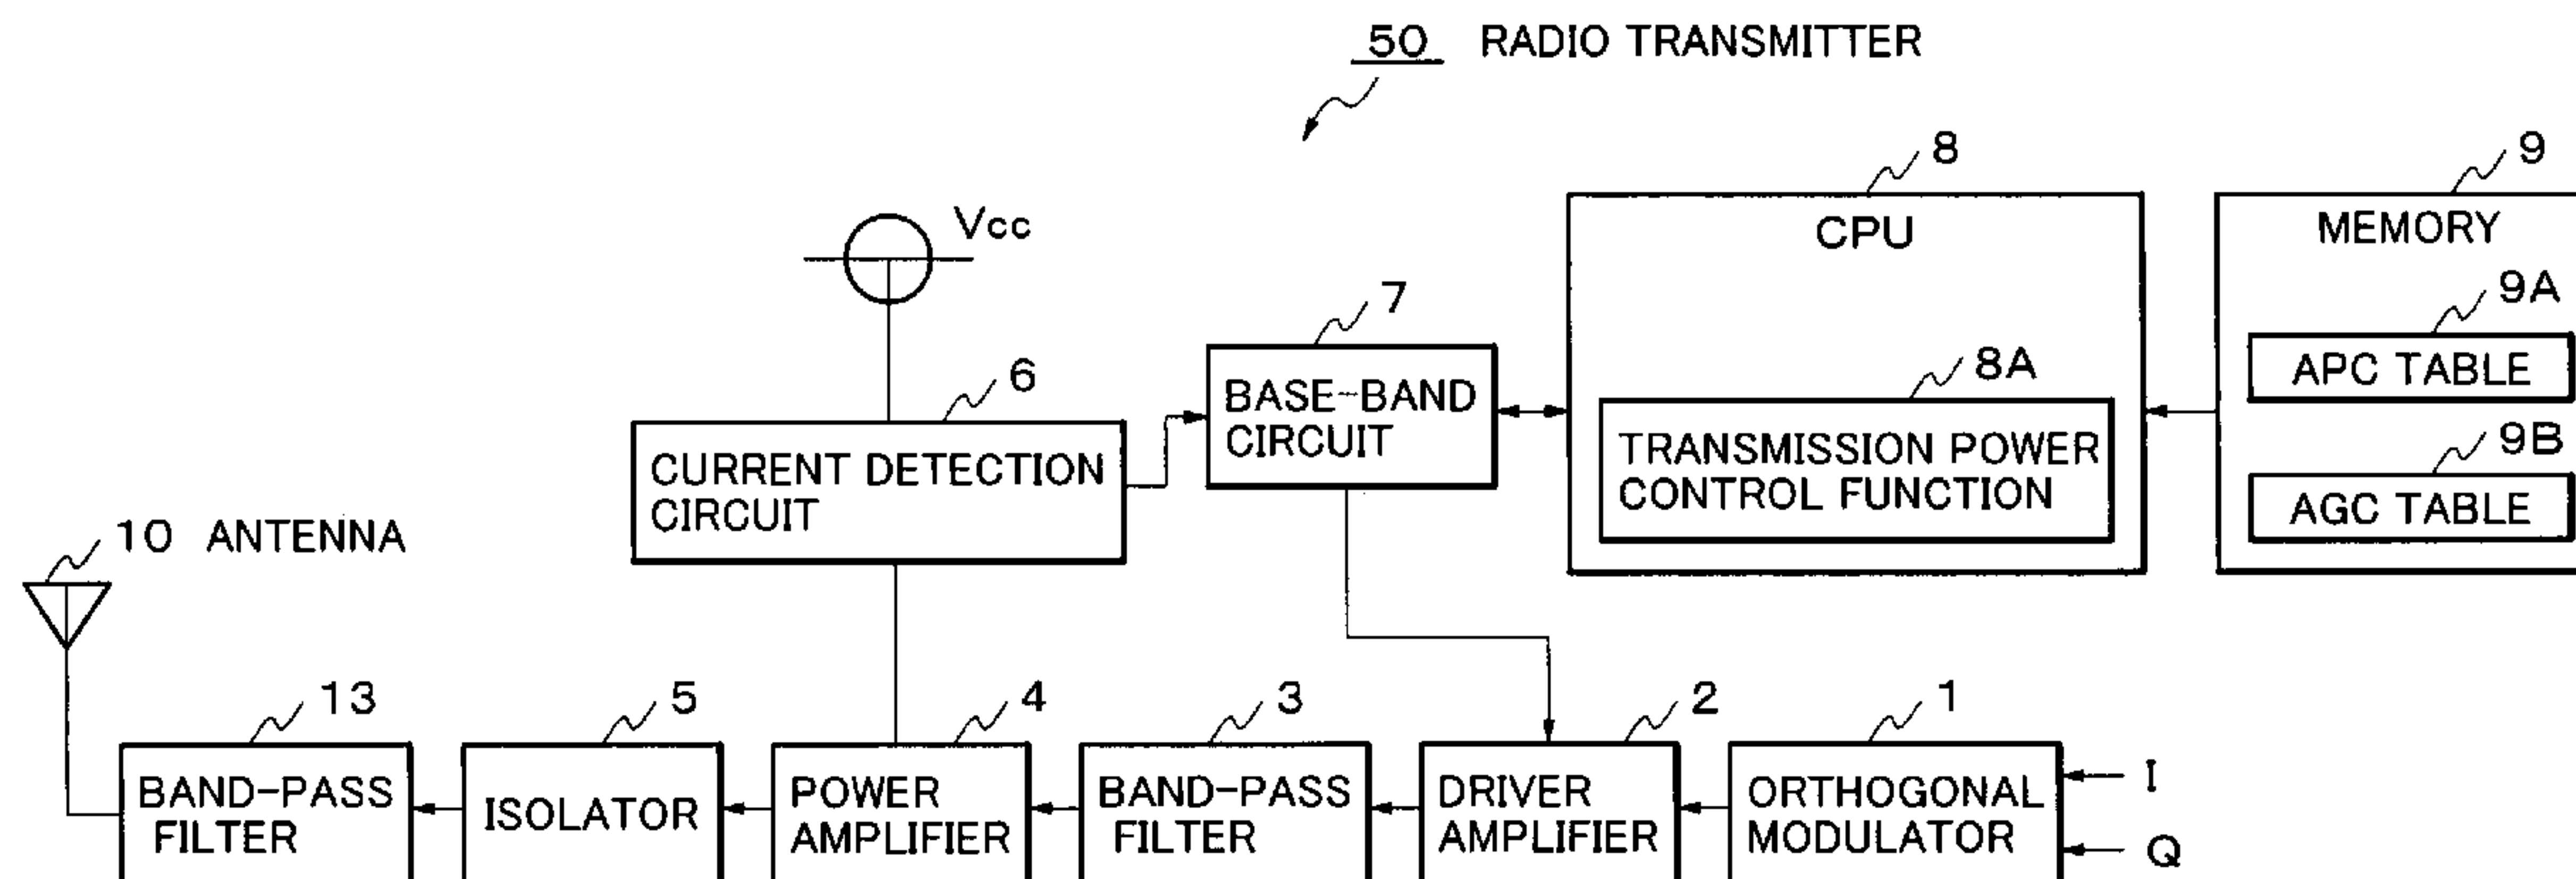 50 RADIO TRANSMITTER
8
9
Vcc
CPU
MEMORY
7
9A
6
BASE-BAND
CIRCUIT
8A
APC TABLE
CURRENT DETECTION
CIRCUIT
TRANSMISSION POWER
CONTROL FUNCTION
9B
AGC TABLE
10 ANTENNA
13
5
4
3
2
1
BAND-PASS
FILTER
ISOLATOR
POWER
AMPLIFIER
BAND-PASS
FILTER
DRIVER
AMPLIFIER
ORTHOGONAL
MODULATOR
I
Q